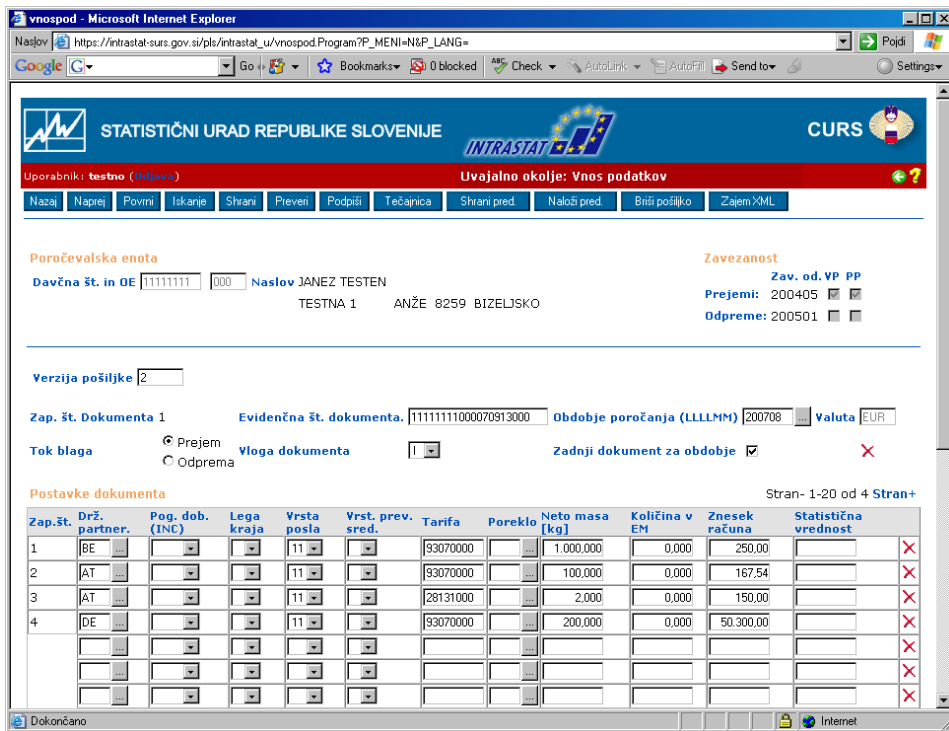 vnospod - Microsoft Internet Explorer
Naslov https://intrastat-surs.gov.si/pls/intrastat_u/vnospod.Program?P_MENI=N&P_LANG= Pojdi
Google G Go Bookmarks 0 blocked Check AutoLink AutoFill Send to Settings
STATISTIČNI URAD REPUBLIKE SLOVENIJE INTRASTAT CURS
Uporabnik: testno (Odjava) Uvajalno okolje: Vnos podatkov ?
Nazaj Naprej Povrni Iskanje Shrani Preveri Podpiši Tečajnica Shrani pred. Naloži pred. Briši pošiljko Zajem XML
Poročevalska enota Zavezanost
Zav. od. VP PP
Davčna št. in OE 11111111 000 Naslov JANEZ TESTEN
Prejemi: 200405
TESTNA 1 ANŽE 8259 BIZELJSKO
Odpreme: 200501
Verzija pošiljke 2
Zap. št. Dokumenta 1 Evidenčna št. dokumenta. 11111111000070913000 Obdobje poročanja (LLLLMM) 200708 ... Valuta EUR
Tok blaga Prejem Vloga dokumenta I Zadnji dokument za obdobje
Odprema
Postavke dokumenta Stran- 1-20 od 4 Stran+
Zap.št. Drž. partner. Pog. dob. (INC) Lega kraja Vrsta posla Vrst. prev. sred. Tarifa Poreklo Neto masa [kg] Količina v EM Znesek računa Statistična vrednost
1 BE ... 11 93070000 ... 1.000,000 0,000 250,00
2 AT ... 11 93070000 ... 100,000 0,000 167,54
3 AT ... 11 28131000 ... 2,000 0,000 150,00
4 DE ... 11 93070000 ... 200,000 0,000 50.300,00
... ...
... ...
... ...
Dokončano Internet